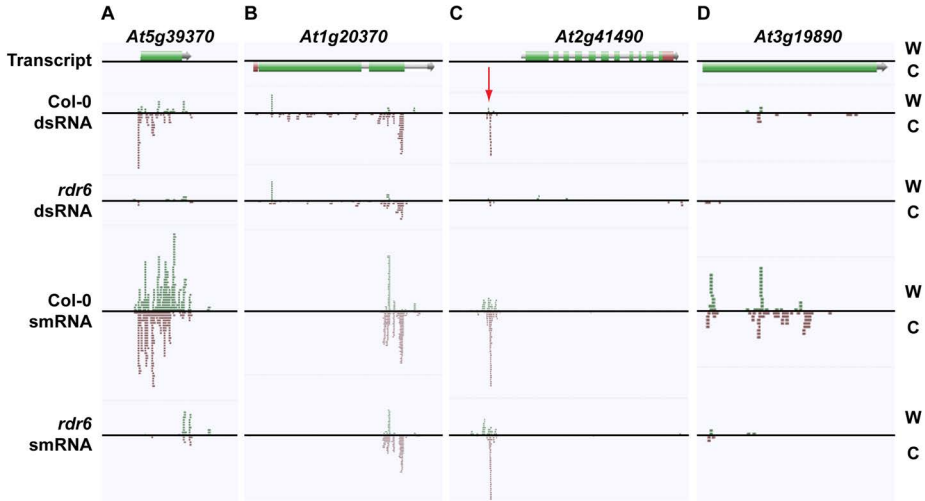 A B C D
At5g39370 At1g20370 At2g41490 At3g19890
Transcript W
C
Col-0 W
dsRNA C
rdr6 W
dsRNA C
Col-0 W
smRNA C
rdr6 W
smRNA C